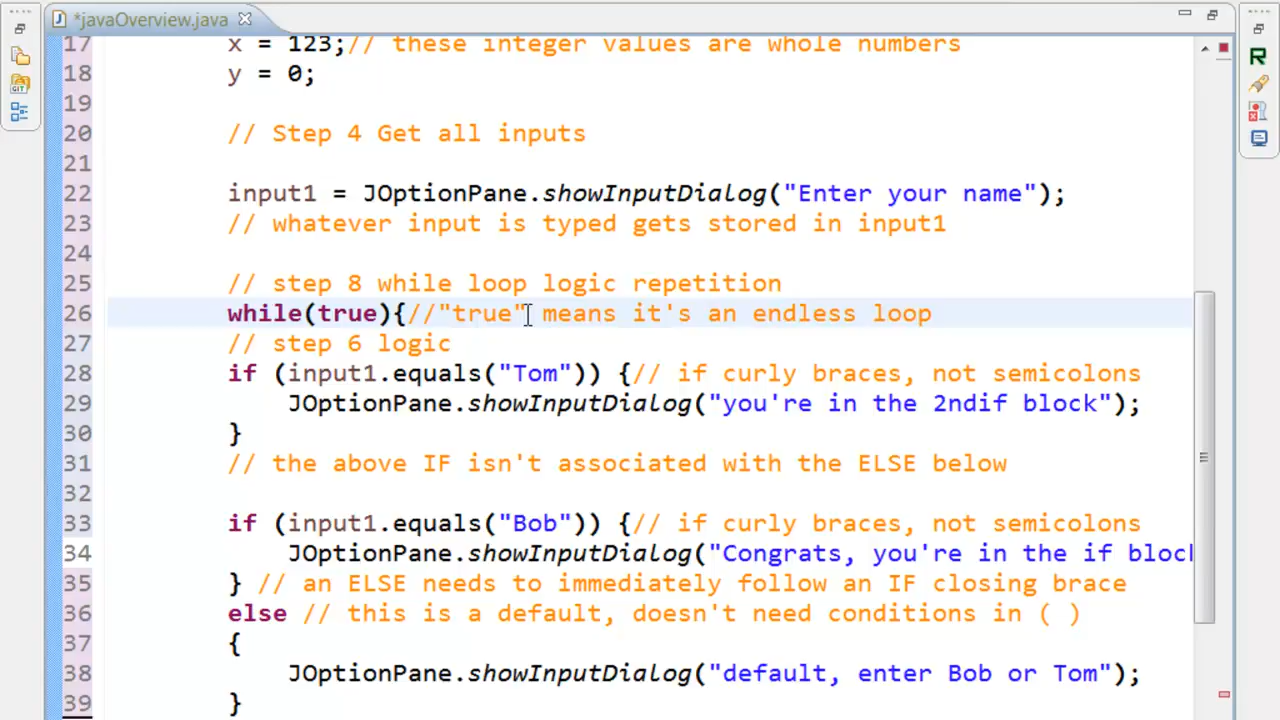 *javaOverview.java
17 x = 123;// these integer values are whole numbers
18 y = 0;
19
20 // Step 4 Get all inputs
21
22 input1 = JOptionPane.showInputDialog("Enter your name");
23 // whatever input is typed gets stored in input1
24
25 // step 8 while loop logic repetition
26 while(true){//"true" means it's an endless loop
27 // step 6 logic
28 if (input1.equals("Tom")) {// if curly braces, not semicolons
29 JOptionPane.showInputDialog("you're in the 2ndif block");
30 }
31 // the above IF isn't associated with the ELSE below
32
33 if (input1.equals("Bob")) {// if curly braces, not semicolons
34 JOptionPane.showInputDialog("Congrats, you're in the if block
35 } // an ELSE needs to immediately follow an IF closing brace
36 else // this is a default, doesn't need conditions in ( )
37 {
38 JOptionPane.showInputDialog("default, enter Bob or Tom");
39 }
GIT
R